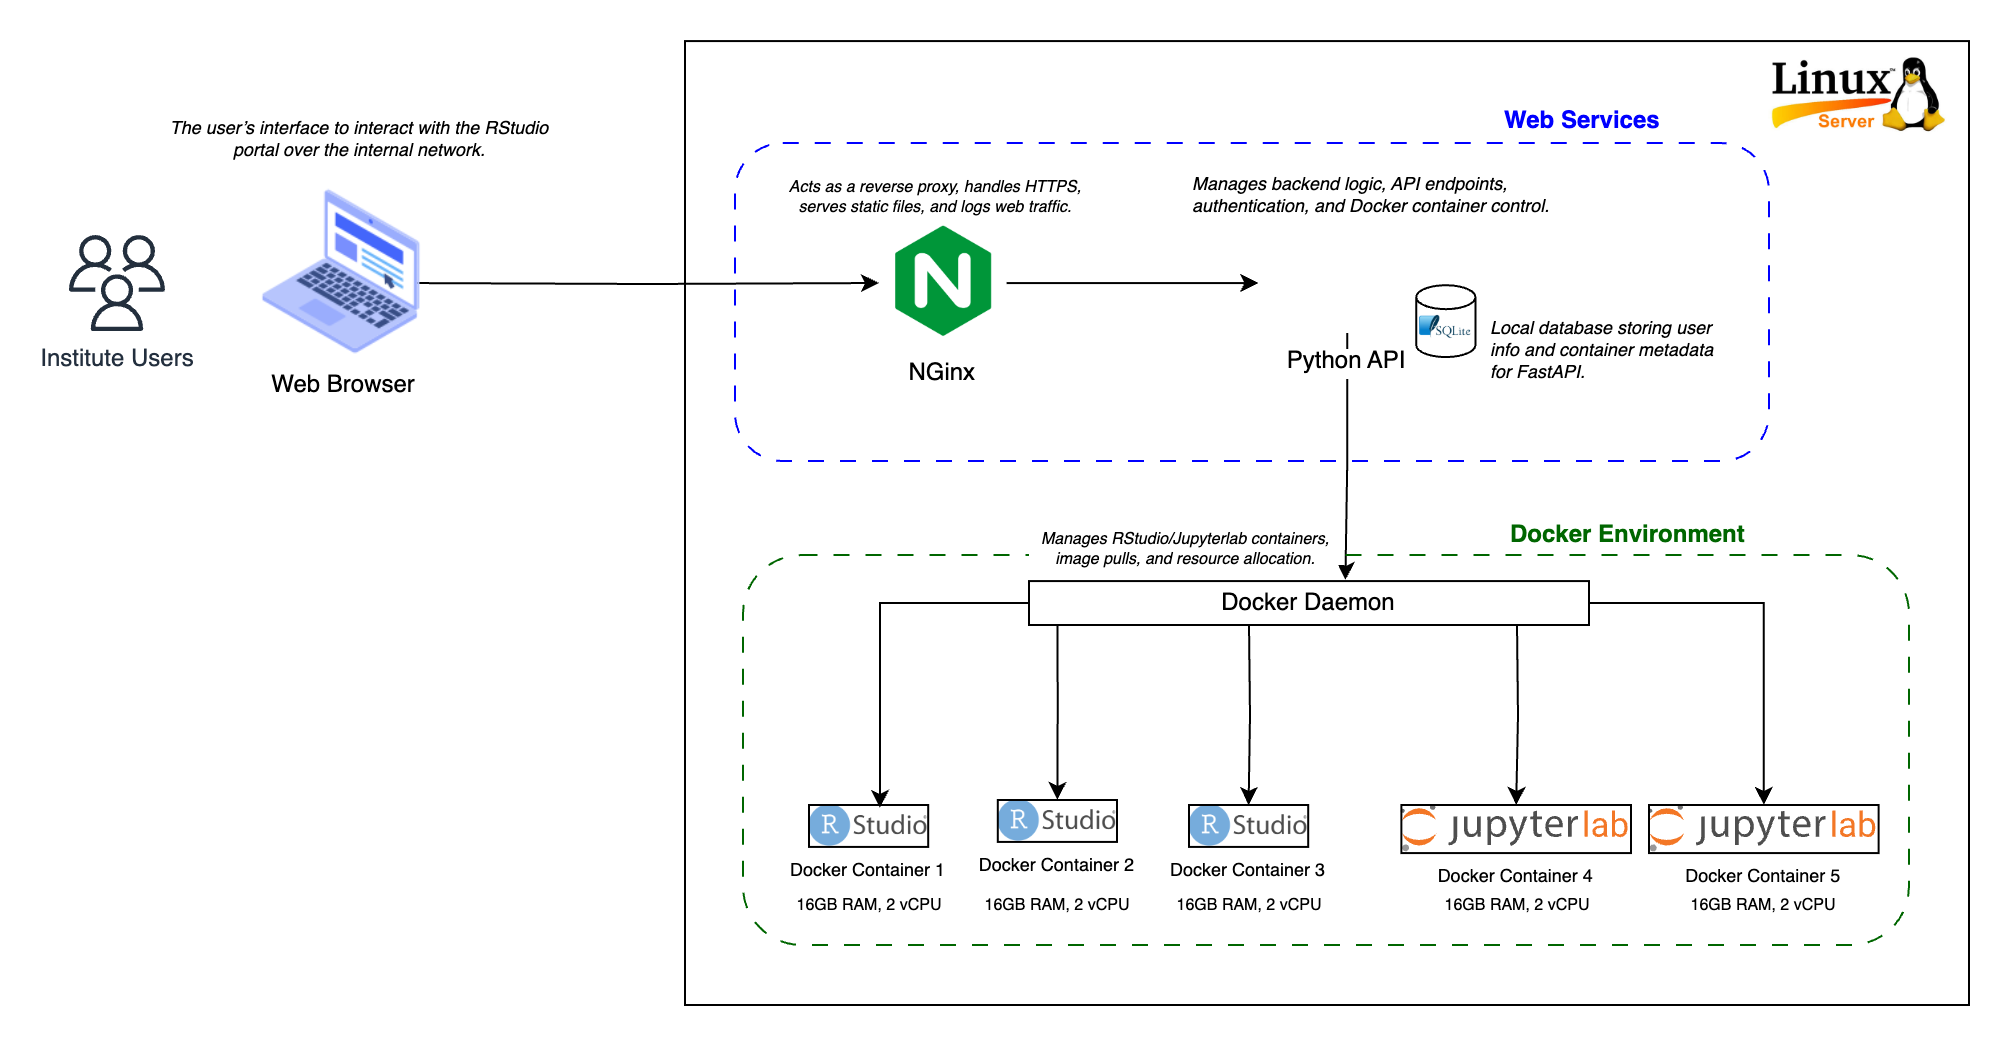 Linux™
Server
Web Services
The user’s interface to interact with the RStudio
portal over the internal network.
Acts as a reverse proxy, handles HTTPS,
serves static files, and logs web traffic.
Manages backend logic, API endpoints,
authentication, and Docker container control.
N
SQLite
Local database storing user
info and container metadata
for FastAPI.
Institute Users
Web Browser
NGinx
Python API
Docker Environment
Manages RStudio/Jupyterlab containers,
image pulls, and resource allocation.
Docker Daemon
R Studio
R Studio
R Studio
jupyterlab
jupyterlab
Docker Container 1
Docker Container 2
Docker Container 3
Docker Container 4
Docker Container 5
16GB RAM, 2 vCPU
16GB RAM, 2 vCPU
16GB RAM, 2 vCPU
16GB RAM, 2 vCPU
16GB RAM, 2 vCPU